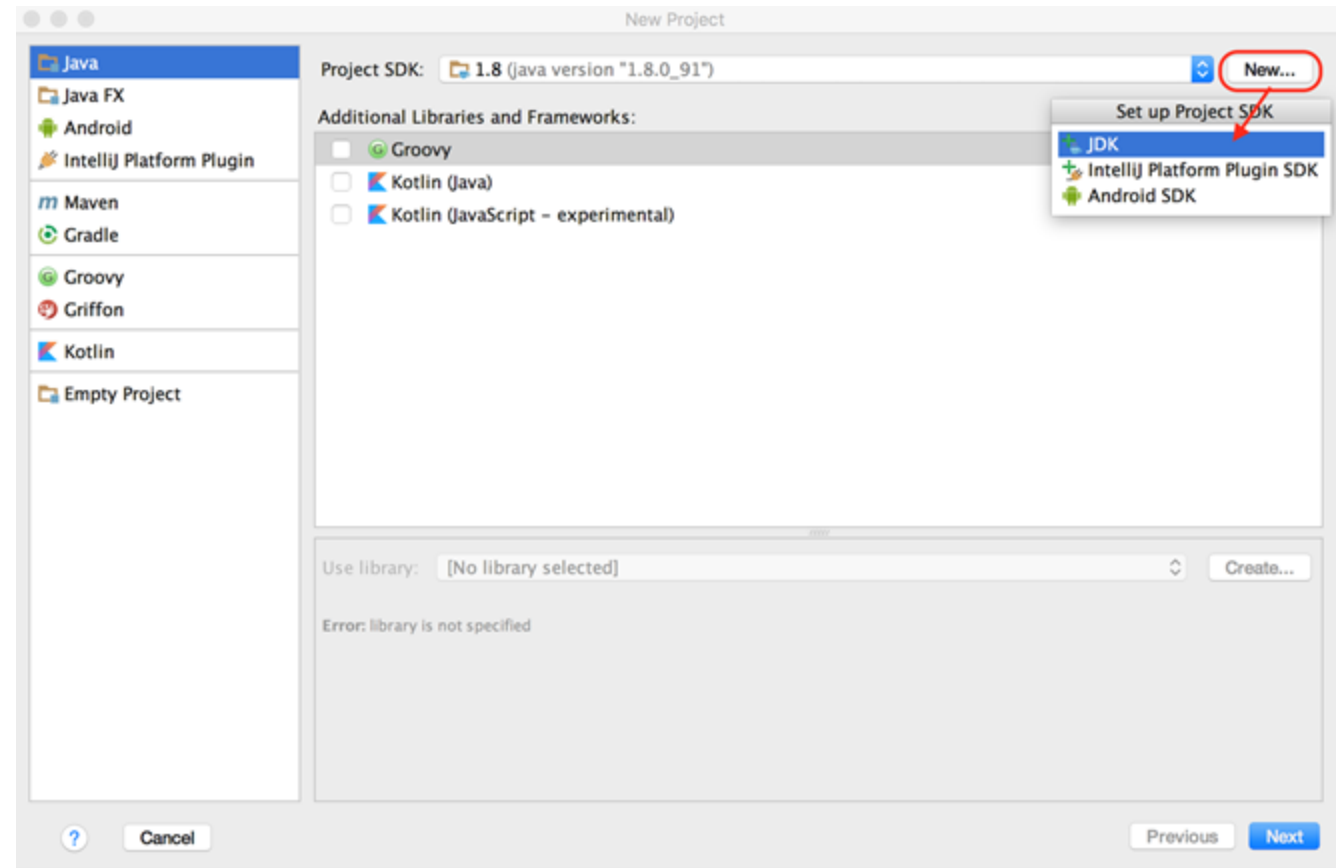 New Project
Java
Java FX
Android
IntelliJ Platform Plugin
Maven
Gradle
Groovy
Griffon
Kotlin
Empty Project
Project SDK: 1.8 (java version "1.8.0_91") New...
Additional Libraries and Frameworks:
Groovy
Kotlin (Java)
Kotlin (JavaScript – experimental)
Set up Project SDK
JDK
IntelliJ Platform Plugin SDK
Android SDK
Use library: [No library selected] Create...
Error: library is not specified
? Cancel Previous Next